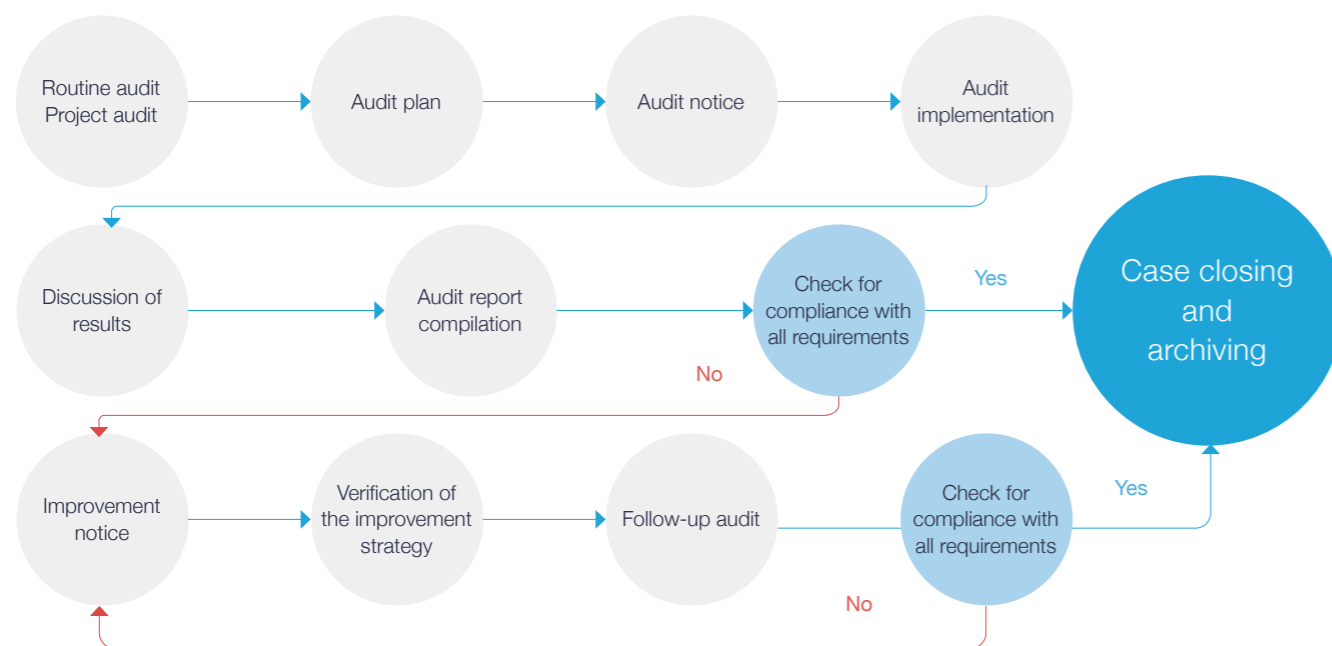 Routine audit
Project audit
Audit plan
Audit notice
Audit
implementation
Discussion of
results
Audit report
compilation
Check for
compliance with
all requirements
Yes
Case closing
and
archiving
No
Improvement
notice
Verification of
the improvement
strategy
Follow-up audit
Check for
compliance with
all requirements
Yes
No